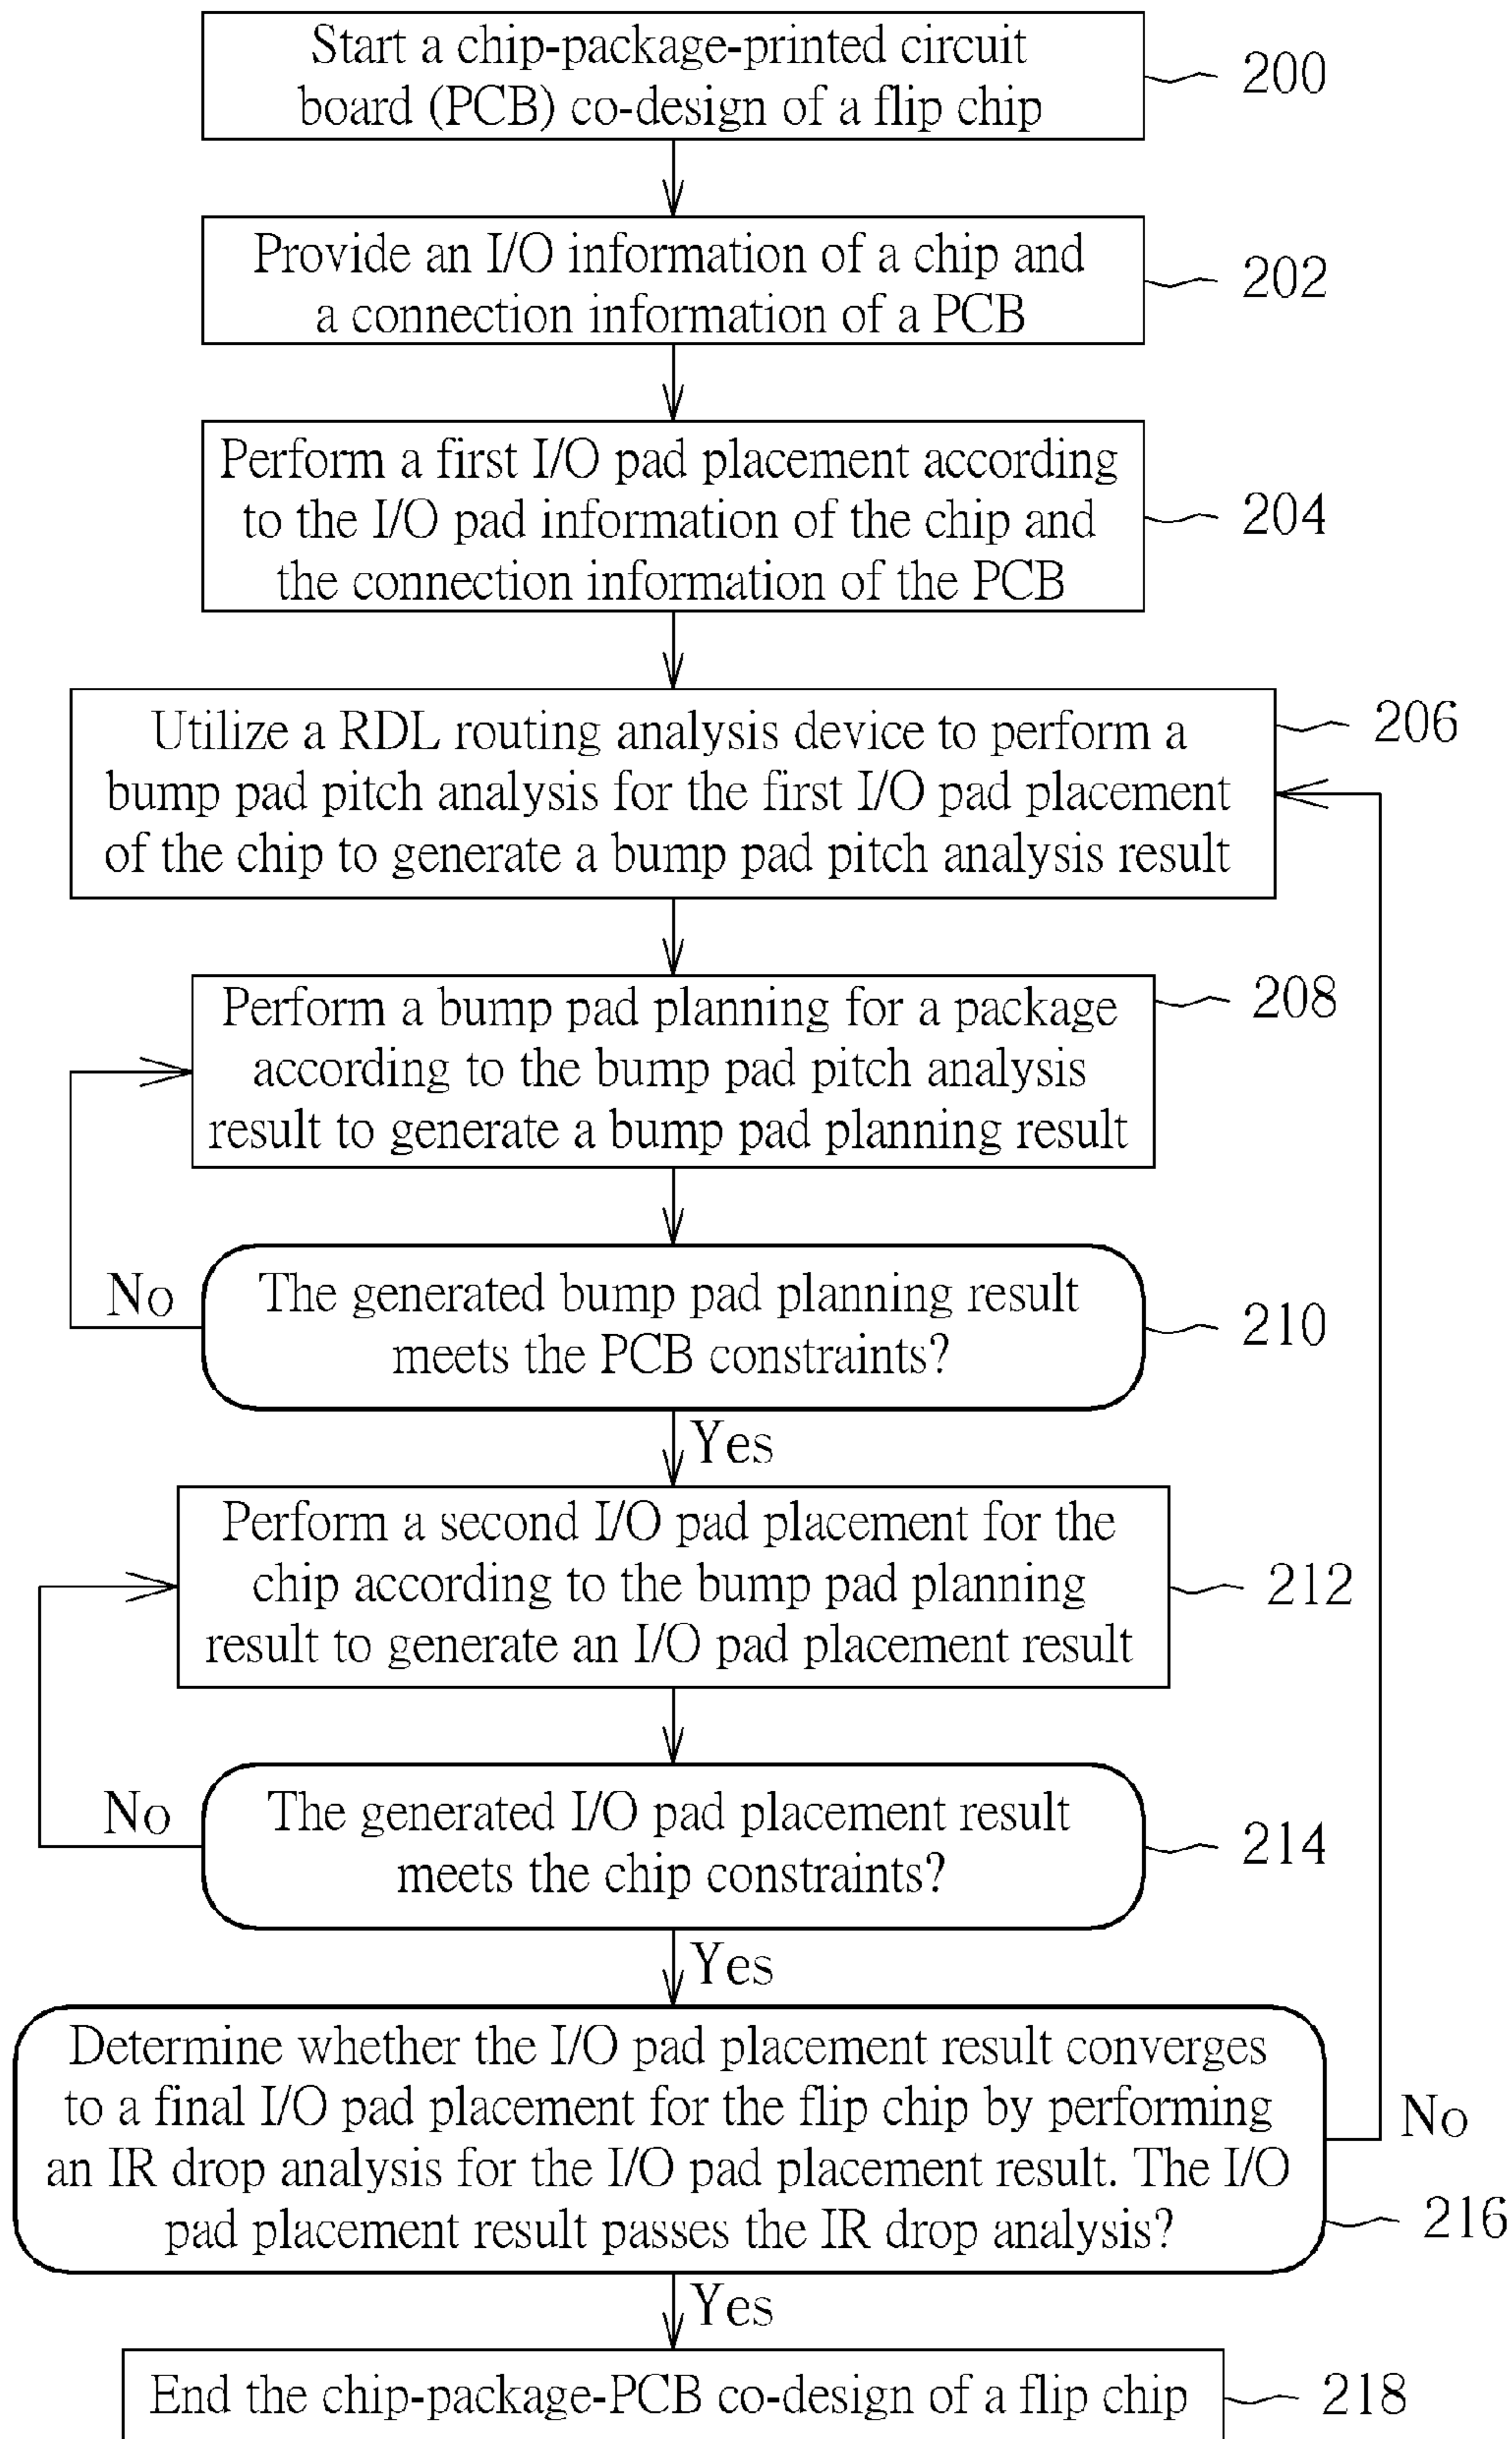 Start a chip-package-printed circuit
board (PCB) co-design of a flip chip
200
Provide an I/O information of a chip and
a connection information of a PCB
202
Perform a first I/O pad placement according
to the I/O pad information of the chip and
the connection information of the PCB
204
Utilize a RDL routing analysis device to perform a
bump pad pitch analysis for the first I/O pad placement
of the chip to generate a bump pad pitch analysis result
206
Perform a bump pad planning for a package
according to the bump pad pitch analysis
result to generate a bump pad planning result
208
The generated bump pad planning result
meets the PCB constraints?
210
No
Yes
Perform a second I/O pad placement for the
chip according to the bump pad planning
result to generate an I/O pad placement result
212
The generated I/O pad placement result
meets the chip constraints?
214
No
Yes
Determine whether the I/O pad placement result converges
to a final I/O pad placement for the flip chip by performing
an IR drop analysis for the I/O pad placement result. The I/O
pad placement result passes the IR drop analysis?
No
216
Yes
End the chip-package-PCB co-design of a flip chip
218